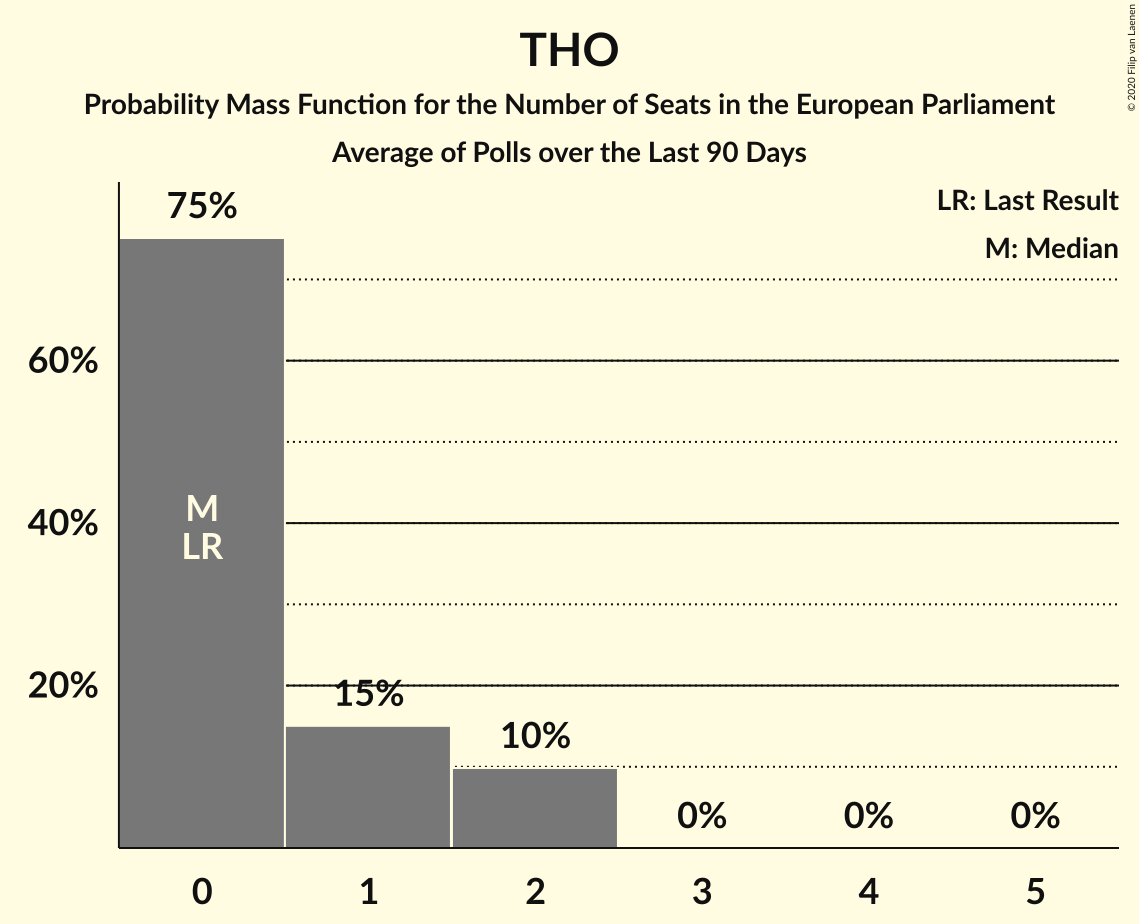 THO
Probability Mass Function for the Number of Seats in the European Parliament
Average of Polls over the Last 90 Days
© 2020 Filip van Laenen
LR: Last Result
M: Median
75%
60%
40%
20%
M
LR
15%
10%
0%
0%
0%
0
1
2
3
4
5